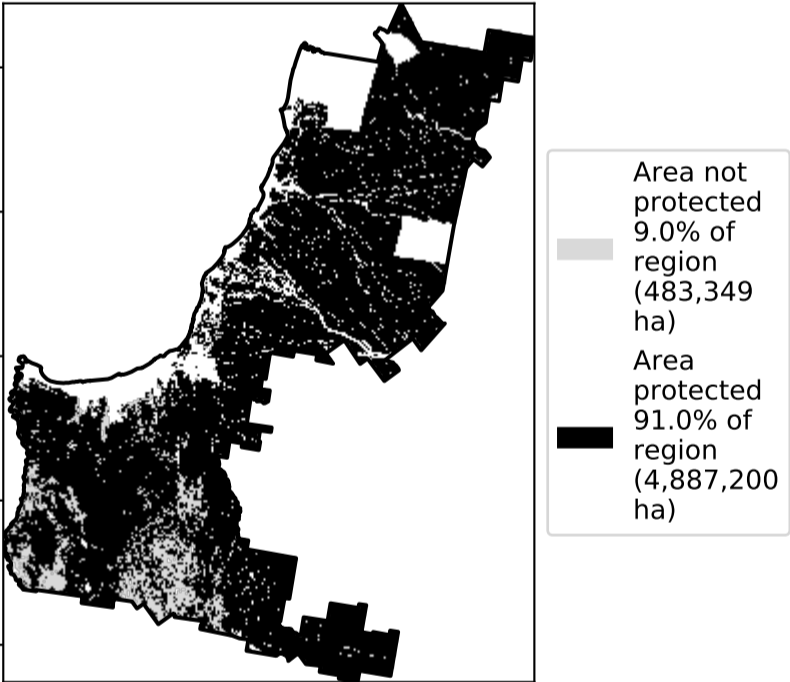 Area not
protected
9.0% of
region
(483,349
ha)
Area
protected
91.0% of
region
(4,887,200
ha)